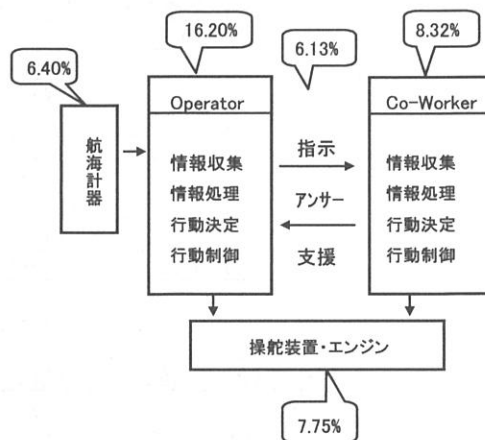 16.20%
6.13%
8.32%
6.40%
Operator
Co-Worker
航海計器
指示
情報収集
情報収集
情報処理
アンサー
情報処理
行動決定
行動決定
行動制御
支援
行動制御
操舵装置・エンジン
7.75%